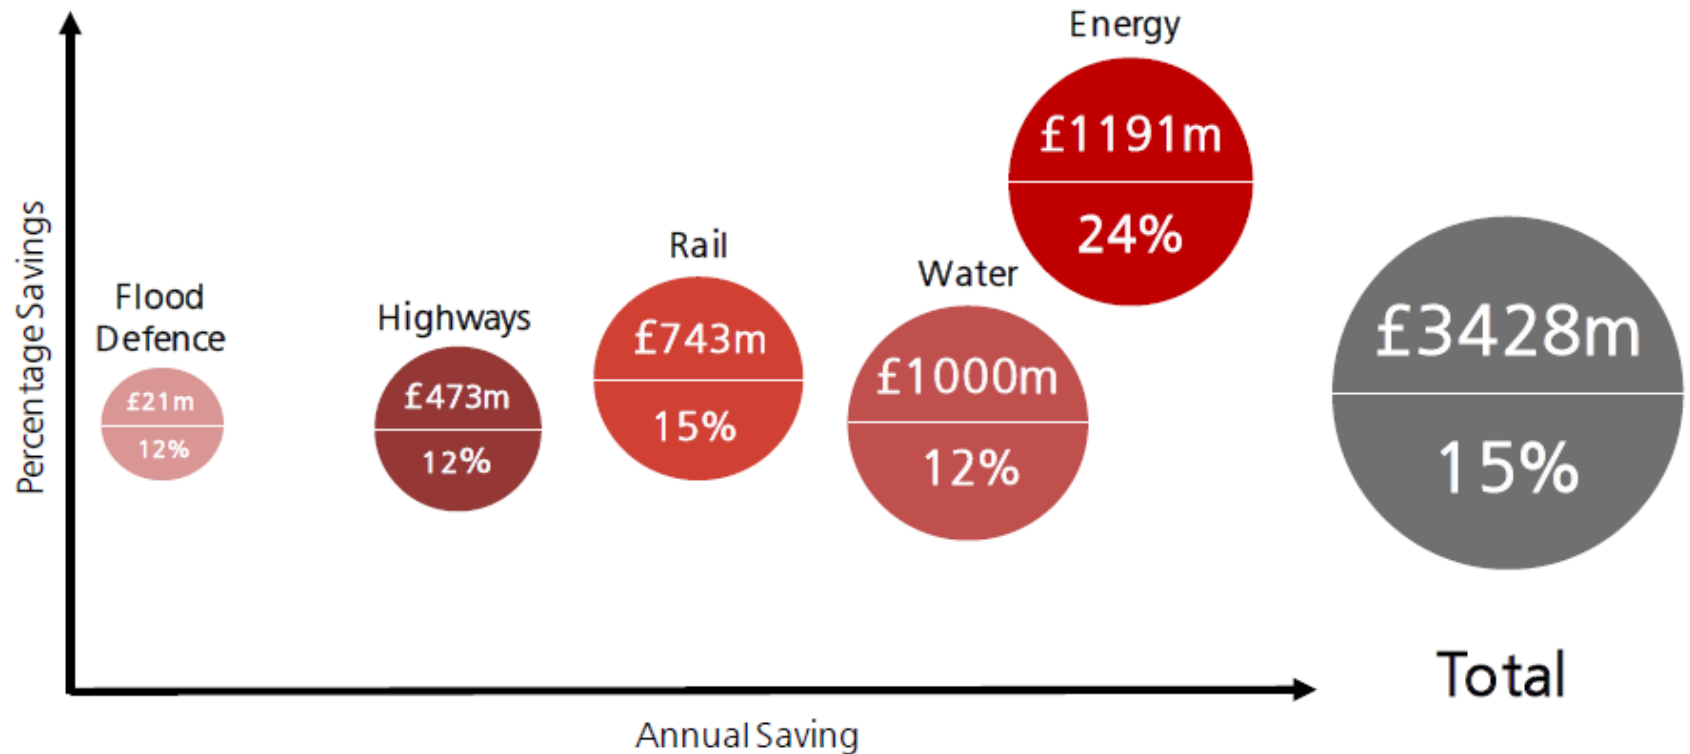 Energy
£1191m
24%
Rail
£743m
15%
Water
£1000m
12%
Flood
Defence
£21m
12%
Highways
£473m
12%
£3428m
15%
Total
Percentage Savings
Annual Saving